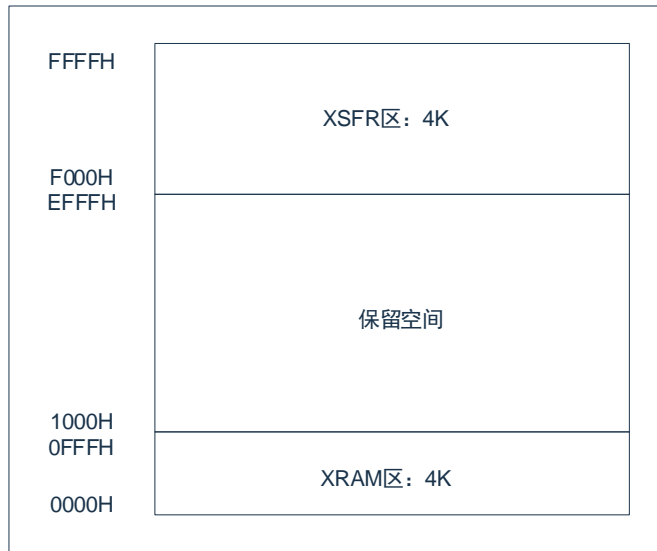 FFFFH
XSFR区：4K
F000H
EFFFH
保留空间
1000H
0FFFH
XRAM区：4K
0000H